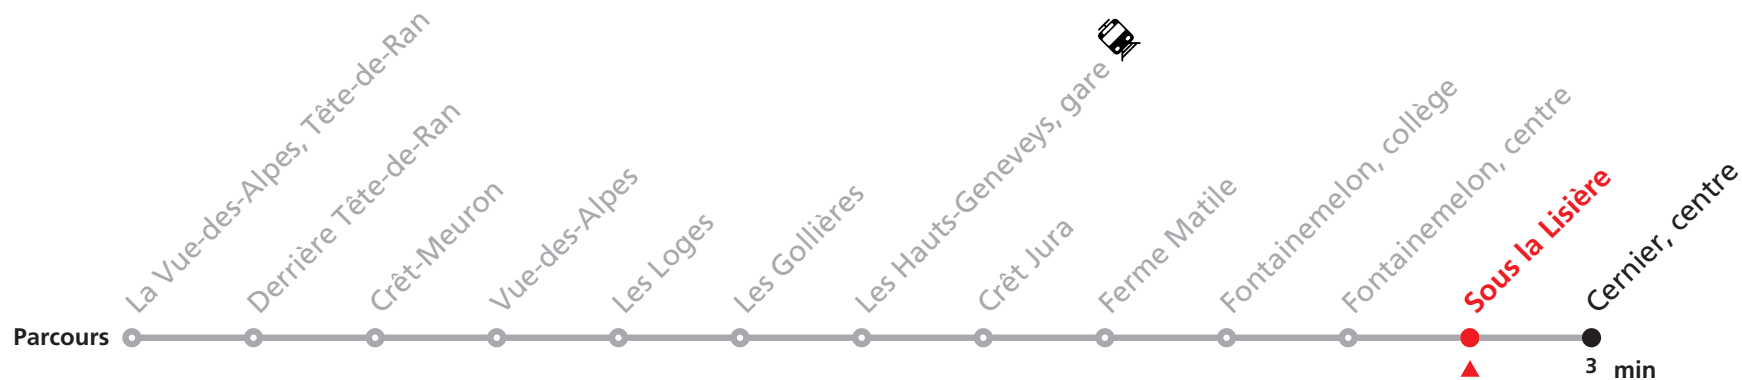 La Vue-des-Alpes, Tête-de-Ran
Derrière Tête-de-Ran
Crêt-Meuron
Vue-des-Alpes
Les Loges
Les Gollières
Les Hauts-Geneveys, gare
Crêt Jura
Ferme Matile
Fontainemelon, collège
Fontainemelon, centre
Sous la Lisière
Cernier, centre
Parcours
3 min